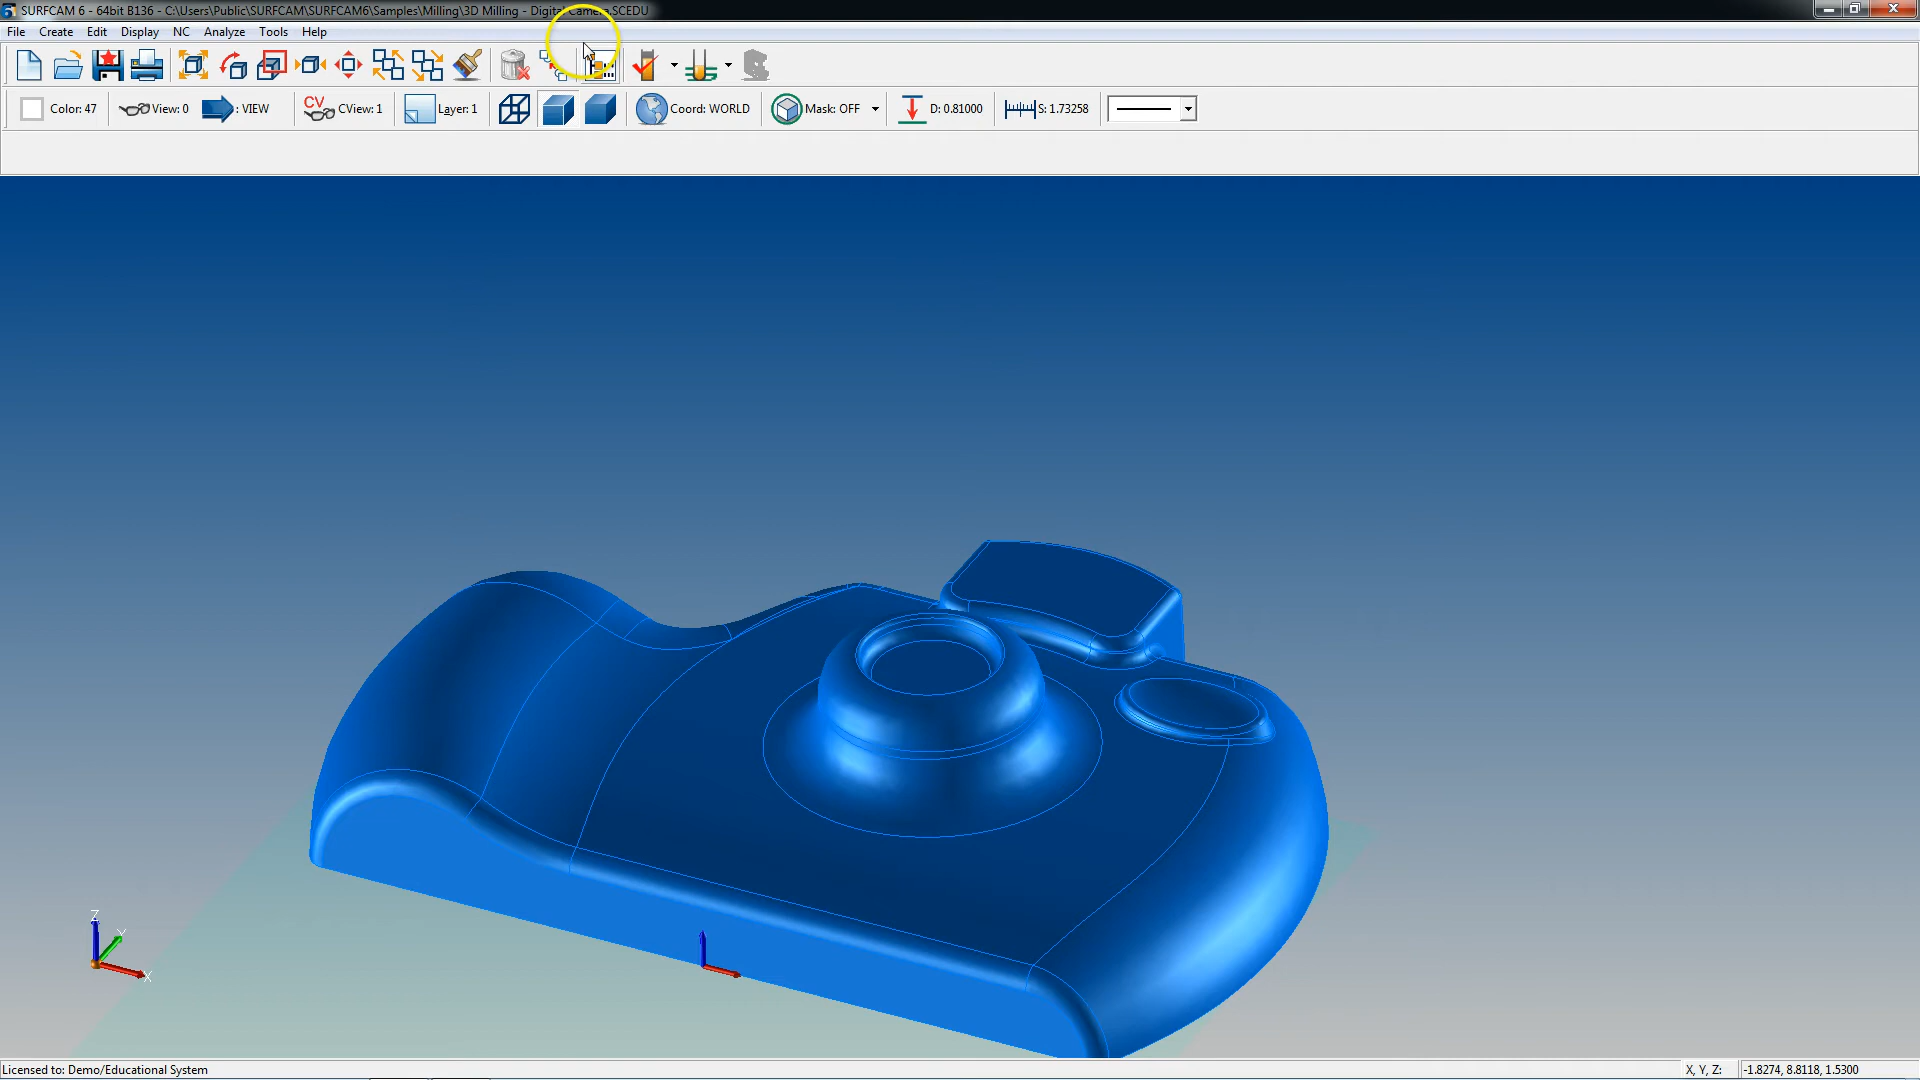 SURFCAM 6 - 64bit B136 - C:\Users\Public\SURFCAM\SURFCAM6\Samples\Milling\3D Milling - Digital Camera.SCEDU
File Create Edit Display NC Analyze Tools Help
Color: 47 View: 0 : VIEW CV CView: 1 Layer: 1 Coord: WORLD Mask: OFF D: 0.81000 S: 1.73258
Z
Y
X
Licensed to: Demo/Educational System X, Y, Z: -1.8274, 8.8118, 1.5300